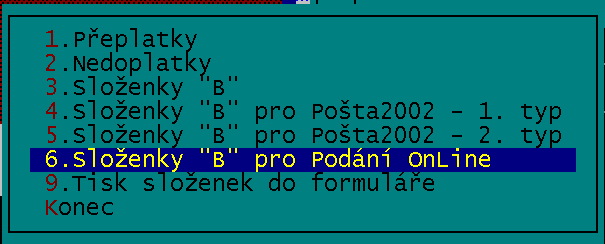 1.Přeplatky
2.Nedoplatky
3.Složenky "B"
4.Složenky "B" pro Pošta2002 - 1. typ
5.Složenky "B" pro Pošta2002 - 2. typ
6.Složenky "B" pro Podání OnLine
9.Tisk složenek do formuláře
Konec